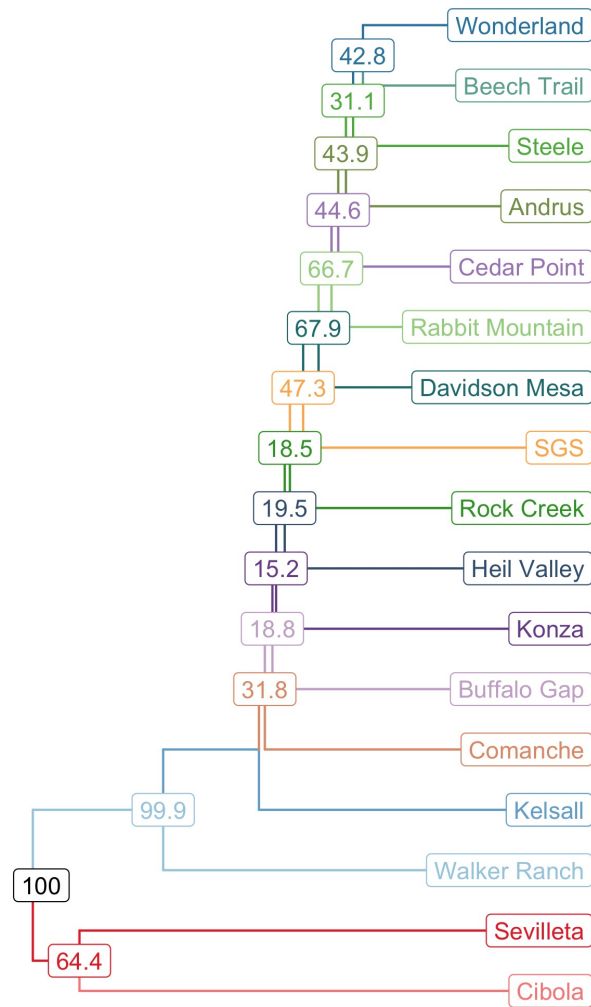 Wonderland
42.8
Beech Trail
31.1
Steele
43.9
Andrus
44.6
Cedar Point
66.7
Rabbit Mountain
67.9
Davidson Mesa
47.3
SGS
18.5
Rock Creek
19.5
Heil Valley
15.2
Konza
18.8
Buffalo Gap
31.8
Comanche
Kelsall
99.9
Walker Ranch
100
Sevilleta
64.4
Cibola